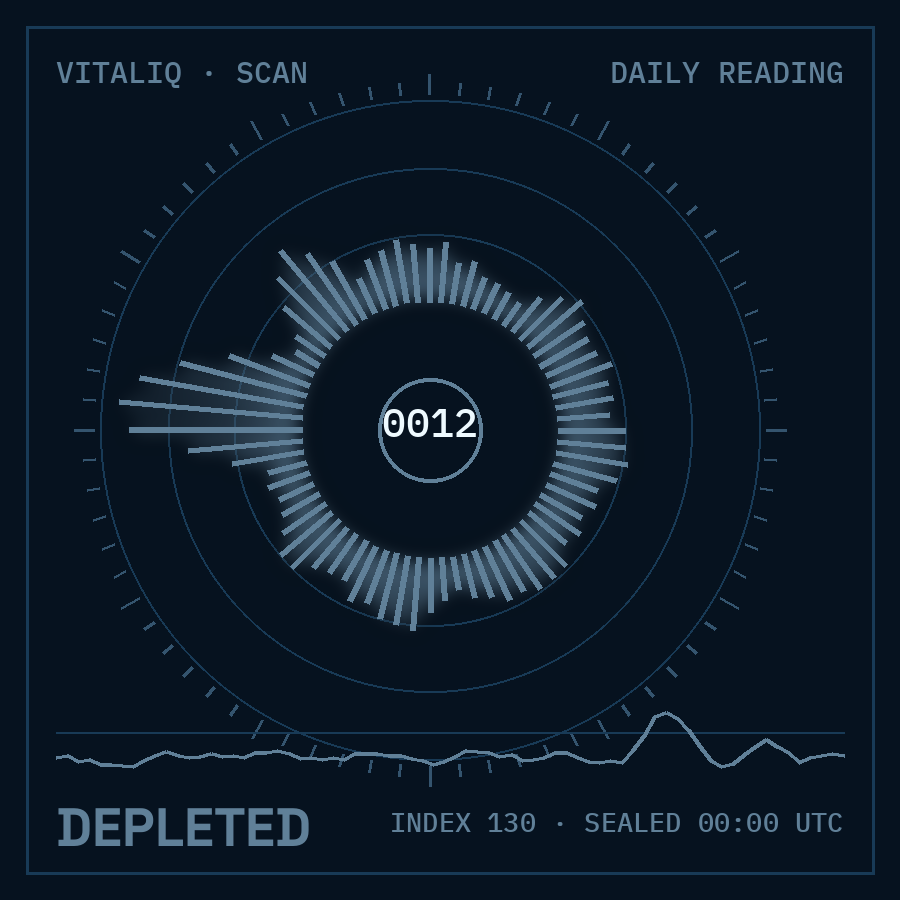 VITALIQ · SCAN
DAILY READING
0012
DEPLETED
INDEX 130 · SEALED 00:00 UTC